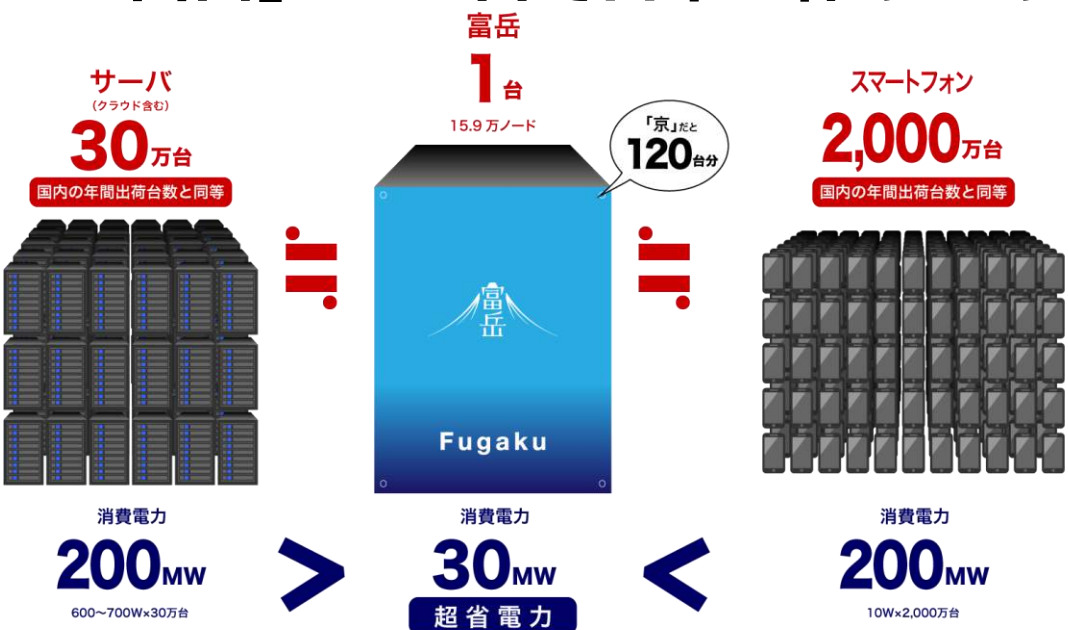 富岳
1台
15.9 万ノード
サーバ
(クラウド含む)
30万台
国内の年間出荷台数と同等
「京」だと
120台分
スマートフォン
2,000万台
国内の年間出荷台数と同等
≒
≒
富岳
Fugaku
消費電力
200MW
600〜700W×30万台
>
消費電力
30MW
超省電力
<
消費電力
200MW
10W×2,000万台